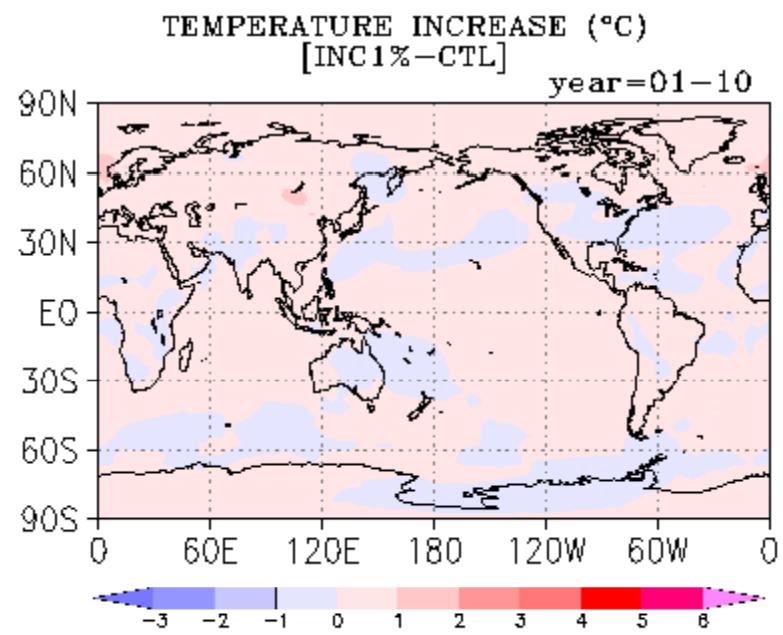 TEMPERATURE INCREASE (°C)
[INC1%−CTL]
year=01−10
90N
60N
30N
EQ
30S
60S
90S
0 60E 120E 180 120W 60W 0
−3 −2 −1 0 1 2 3 4 5 6